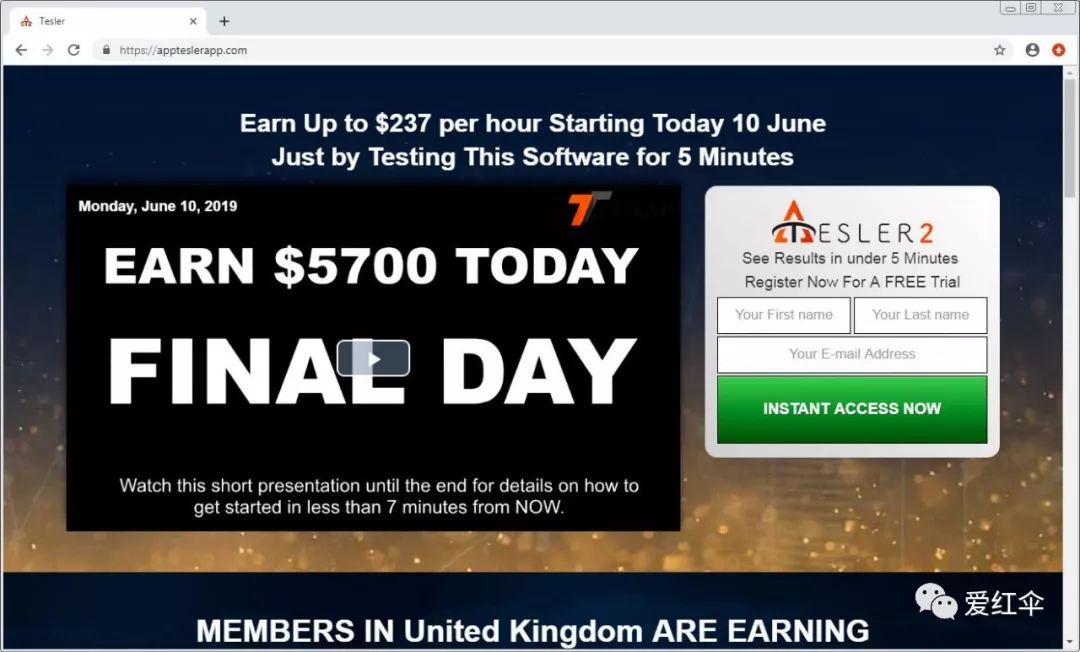 Tesler
https://appteslerapp.com
Earn Up to $237 per hour Starting Today 10 June
Just by Testing This Software for 5 Minutes
Monday, June 10, 2019
EARN $5700 TODAY
FINAL DAY
Watch this short presentation until the end for details on how to
get started in less than 7 minutes from NOW.
TESLER 2
See Results in under 5 Minutes
Register Now For A FREE Trial
Your First name
Your Last name
Your E-mail Address
INSTANT ACCESS NOW
爱红伞
MEMBERS IN United Kingdom ARE EARNING